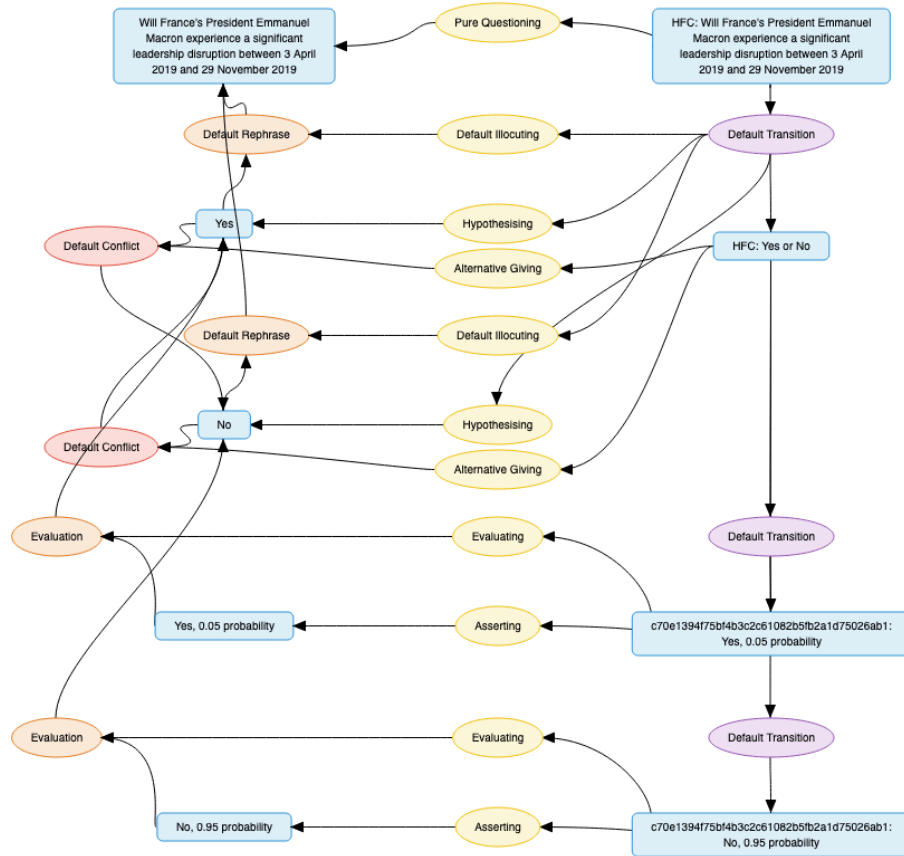 Will France's President Emmanuel
Macron experience a significant
leadership disruption between 3 April
2019 and 29 November 2019
Pure Questioning
HFC: Will France's President Emmanuel
Macron experience a significant
leadership disruption between 3 April
2019 and 29 November 2019
Default Rephrase
Default Illocuting
Default Transition
Yes
Hypothesising
Default Conflict
Alternative Giving
HFC: Yes or No
Default Rephrase
Default Illocuting
No
Hypothesising
Default Conflict
Alternative Giving
Evaluation
Evaluating
Default Transition
Yes, 0.05 probability
Asserting
c70e1394f75bf4b3c2c61082b5fb2a1d75026ab1:
Yes, 0.05 probability
Evaluation
Evaluating
Default Transition
No, 0.95 probability
Asserting
c70e1394f75bf4b3c2c61082b5fb2a1d75026ab1:
No, 0.95 probability